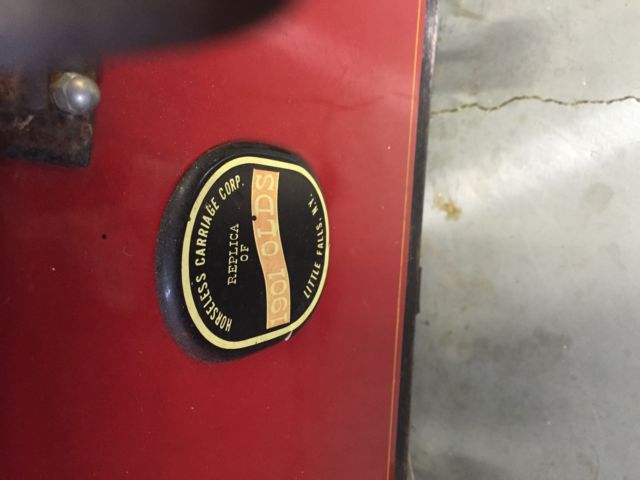 HORSELESS CARRIAGE CORP.
REPLICA
OF
1901 OLDS
LITTLE FALLS, N.Y.